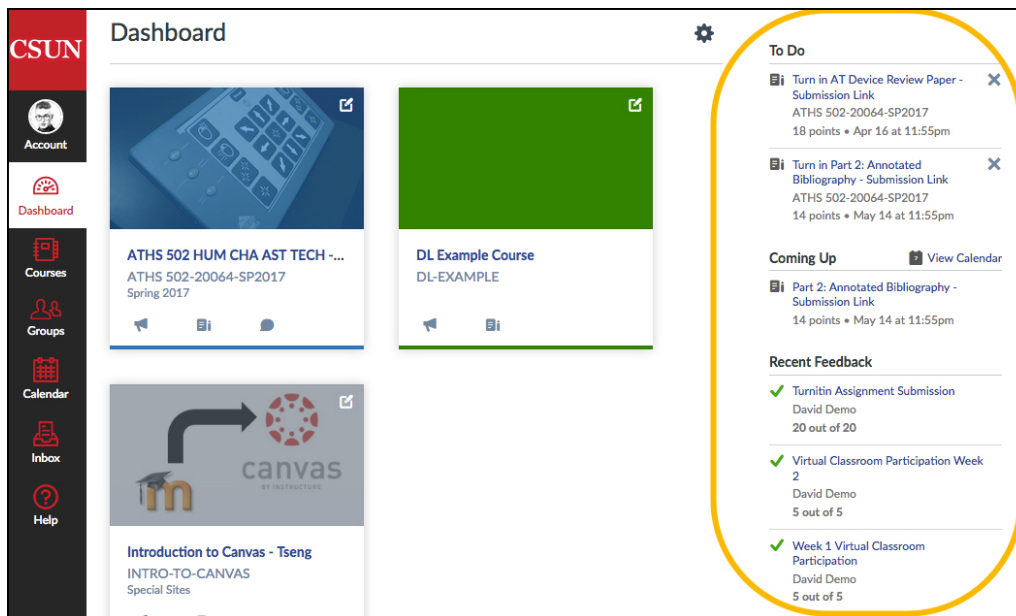 CSUN
Account
Dashboard
Courses
Groups
Calendar
Inbox
Help
Dashboard
ATHS 502 HUM CHA AST TECH -...
ATHS 502-20064-SP2017
Spring 2017
DL Example Course
DL-EXAMPLE
m
canvas
BY INSTRUCTURE
Introduction to Canvas - Tseng
INTRO-TO-CANVAS
Special Sites
To Do
Turn in AT Device Review Paper -
Submission Link
ATHS 502-20064-SP2017
18 points • Apr 16 at 11:55pm
Turn in Part 2: Annotated
Bibliography - Submission Link
ATHS 502-20064-SP2017
14 points • May 14 at 11:55pm
Coming Up
7 View Calendar
Part 2: Annotated Bibliography -
Submission Link
14 points • May 14 at 11:55pm
Recent Feedback
Turnitin Assignment Submission
David Demo
20 out of 20
Virtual Classroom Participation Week
2
David Demo
5 out of 5
Week 1 Virtual Classroom
Participation
David Demo
5 out of 5